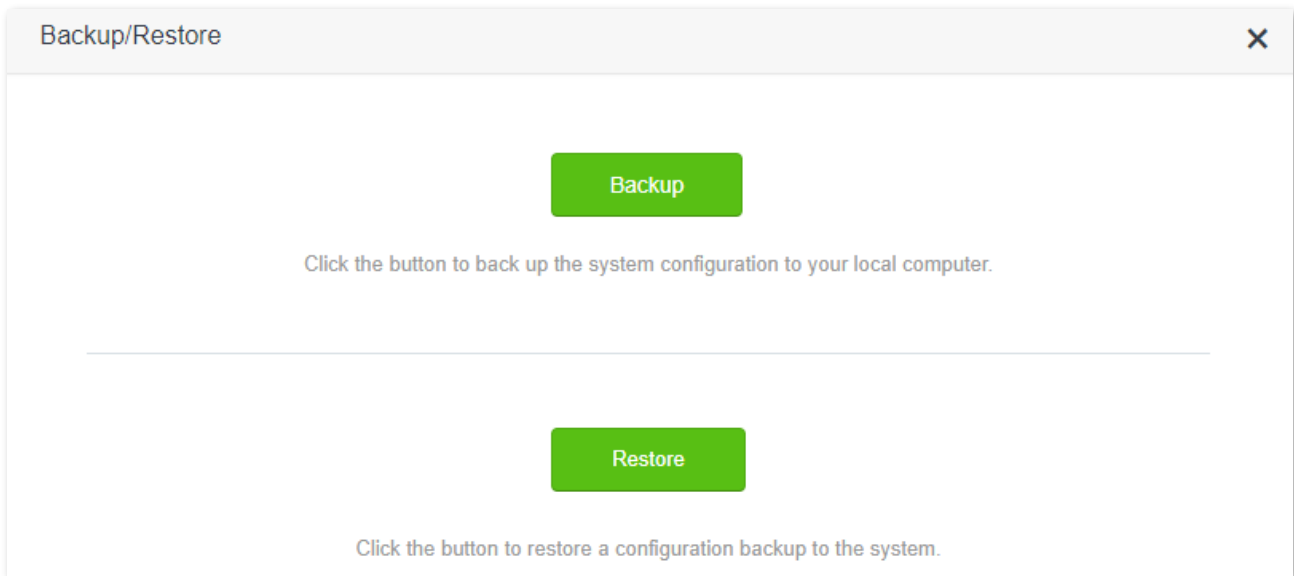 Backup/Restore
Backup
Click the button to back up the system configuration to your local computer.
Restore
Click the button to restore a configuration backup to the system.